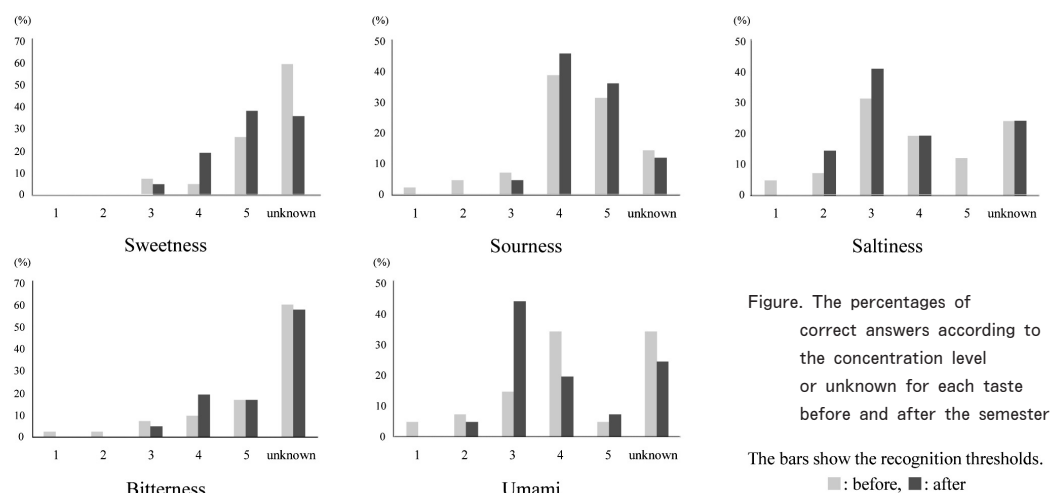 (%)
70
60
50
40
30
20
10
0
1 2 3 4 5 unknown
Sweetness
(%)
50
40
30
20
10
0
1 2 3 4 5 unknown
Sourness
(%)
50
40
30
20
10
0
1 2 3 4 5 unknown
Saltiness
(%)
70
60
50
40
30
20
10
0
1 2 3 4 5 unknown
Bitterness
(%)
50
40
30
20
10
0
1 2 3 4 5 unknown
Umami
Figure. The percentages of
correct answers according to
the concentration level
or unknown for each taste
before and after the semester
The bars show the recognition thresholds.
: before, : after